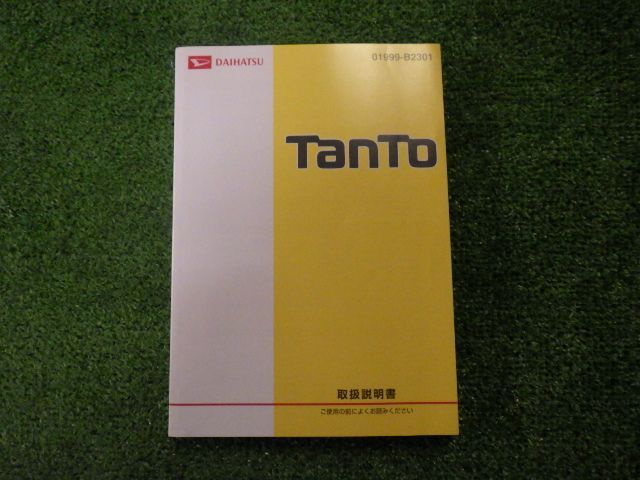 DAIHATSU
01999-B2301
TanTo
取扱説明書
ご使用の前によくお読みください